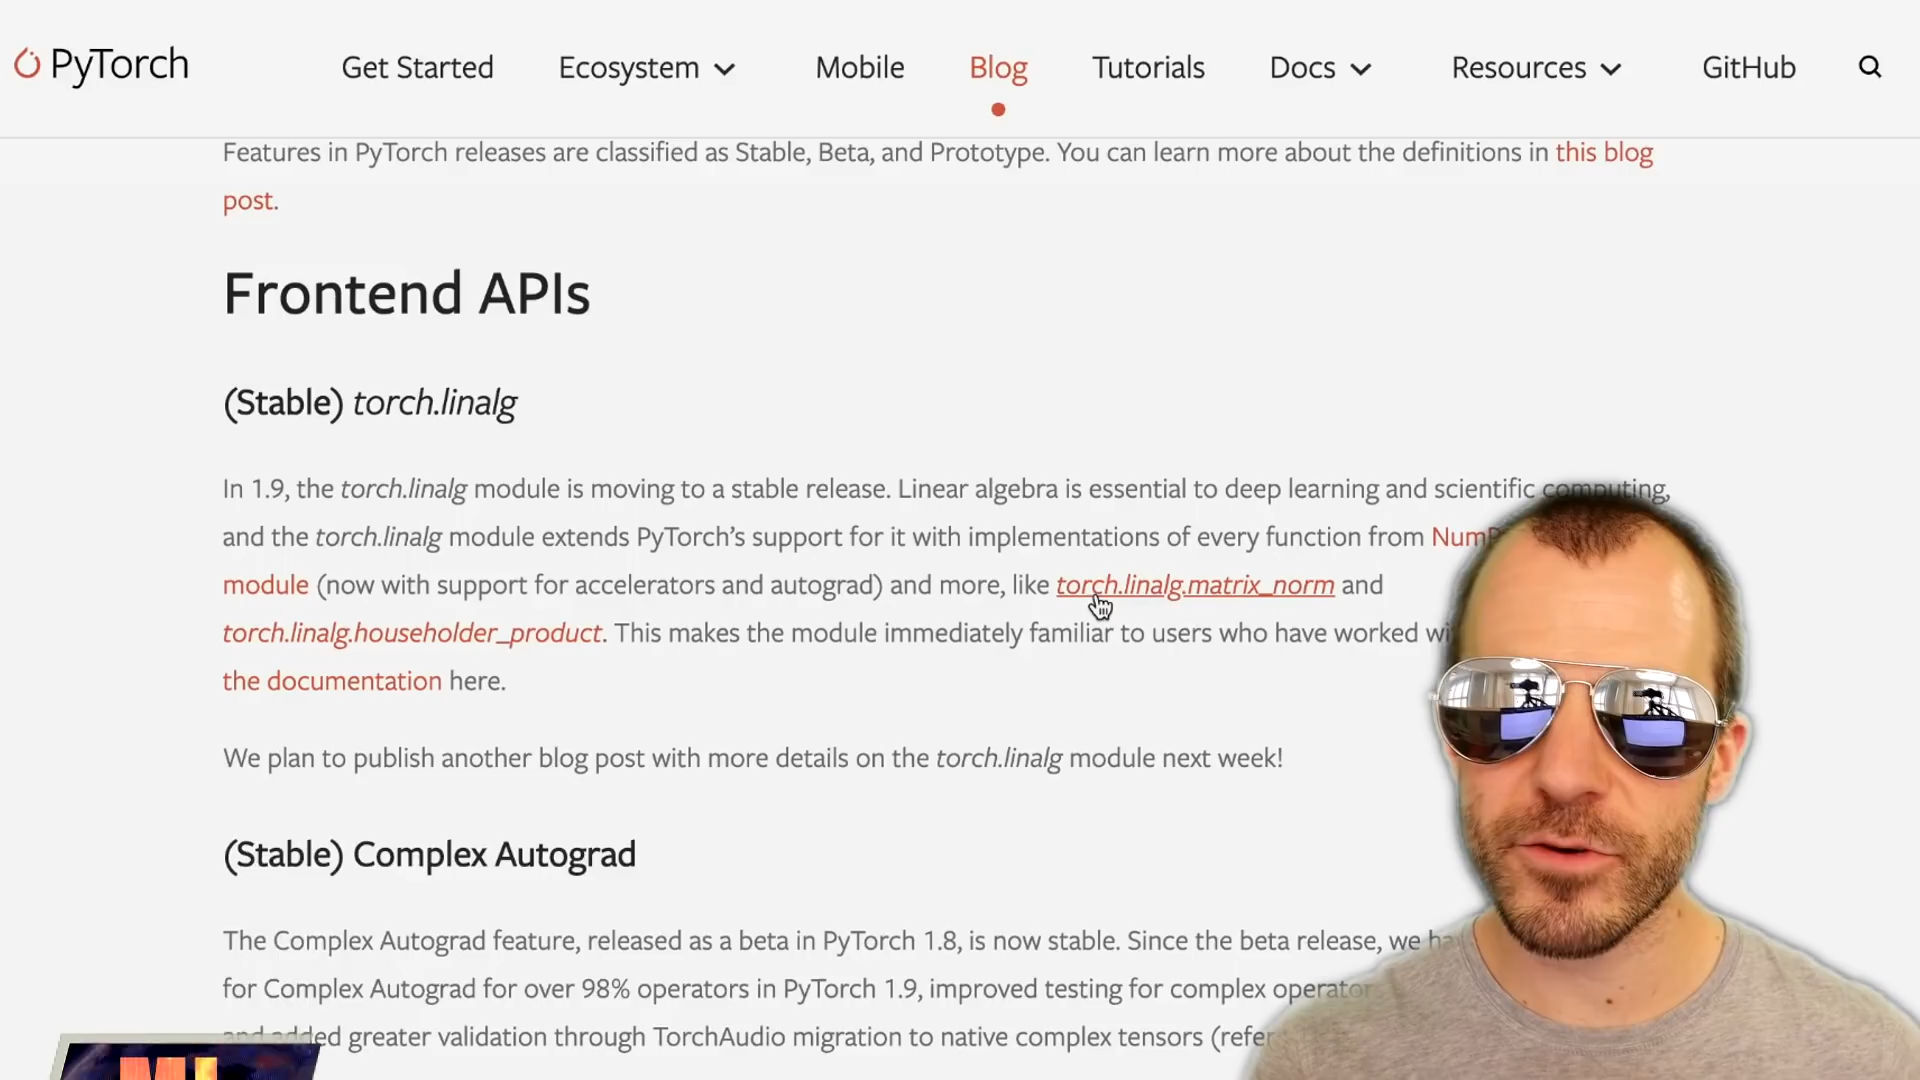 PyTorch
Get Started
Ecosystem
Mobile
Blog
Tutorials
Docs
Resources
GitHub
Features in PyTorch releases are classified as Stable, Beta, and Prototype. You can learn more about the definitions in this blog
post.
Frontend APIs
(Stable) torch.linalg
In 1.9, the torch.linalg module is moving to a stable release. Linear algebra is essential to deep learning and scientific computing,
and the torch.linalg module extends PyTorch’s support for it with implementations of every function from
module (now with support for accelerators and autograd) and more, like torch.linalg.matrix_norm and
torch.linalg.householder_product. This makes the module immediately familiar to users who have worked
the documentation here.
We plan to publish another blog post with more details on the torch.linalg module next week!
(Stable) Complex Autograd
The Complex Autograd feature, released as a beta in PyTorch 1.8, is now stable. Since the beta release, we
for Complex Autograd for over 98% operators in PyTorch 1.9, improved testing for complex
and added greater validation through TorchAudio migration to native complex tensors